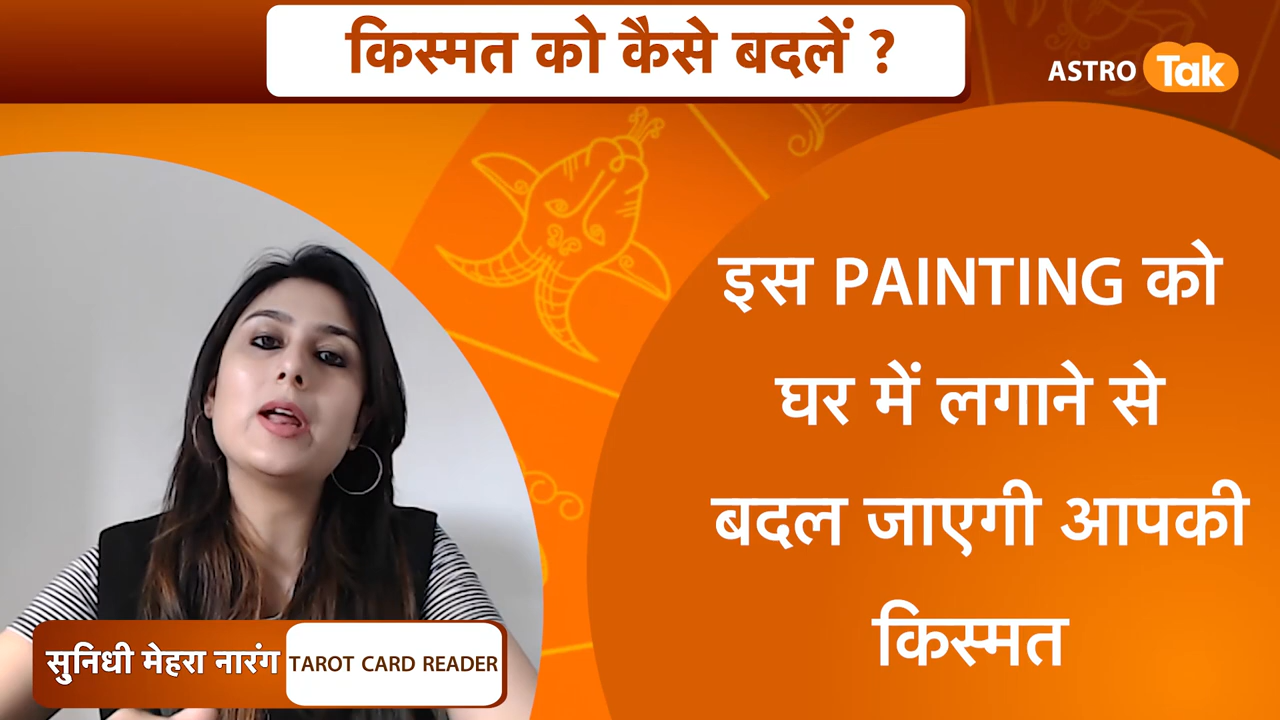 किस्मत को कैसे बदलें ?
ASTRO Tak
इस PAINTING को
घर में लगाने से
बदल जाएगी आपकी
किस्मत
सुनिधी मेहरा नारंग TAROT CARD READER